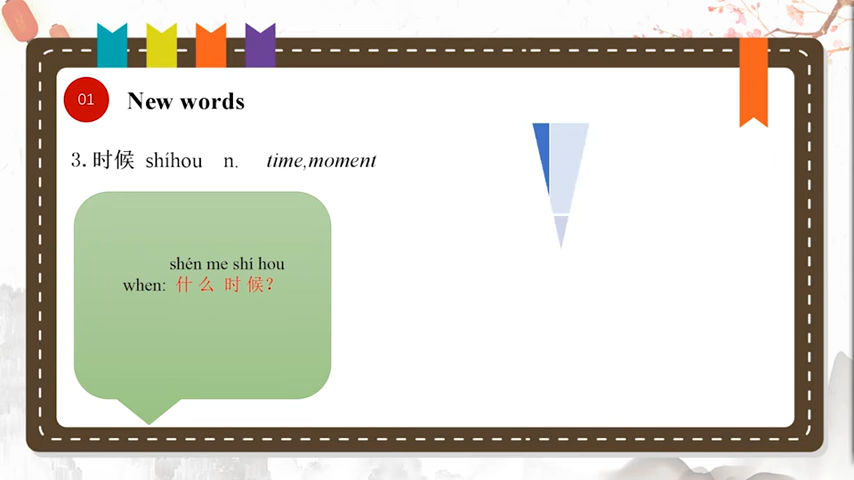 01
New words
3. 时候 shíhou n. time,moment
shén me shí hou
when: 什 么 时 候?